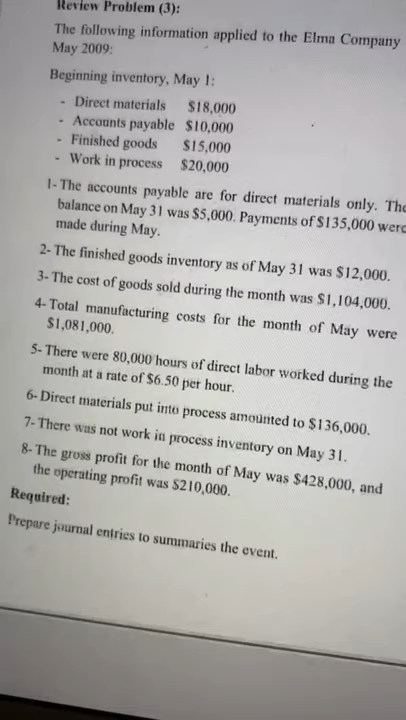 Review Problem (3):
The following information applied to the Elma Company
May 2009:
Beginning inventory, May 1:
- Direct materials $18,000
- Accounts payable $10,000
- Finished goods $15,000
- Work in process $20,000
1- The accounts payable are for direct materials only. The
balance on May 31 was $5,000. Payments of $135,000 were
made during May.
2- The finished goods inventory as of May 31 was $12,000.
3- The cost of goods sold during the month was $1,104,000.
4- Total manufacturing costs for the month of May were
$1,081,000.
5- There were 80,000 hours of direct labor worked during the
month at a rate of $6.50 per hour.
6- Direct materials put into process amounted to $136,000.
7- There was not work in process inventory on May 31.
8- The gross profit for the month of May was $428,000, and
the operating profit was $210,000.
Required:
Prepare journal entries to summaries the event.